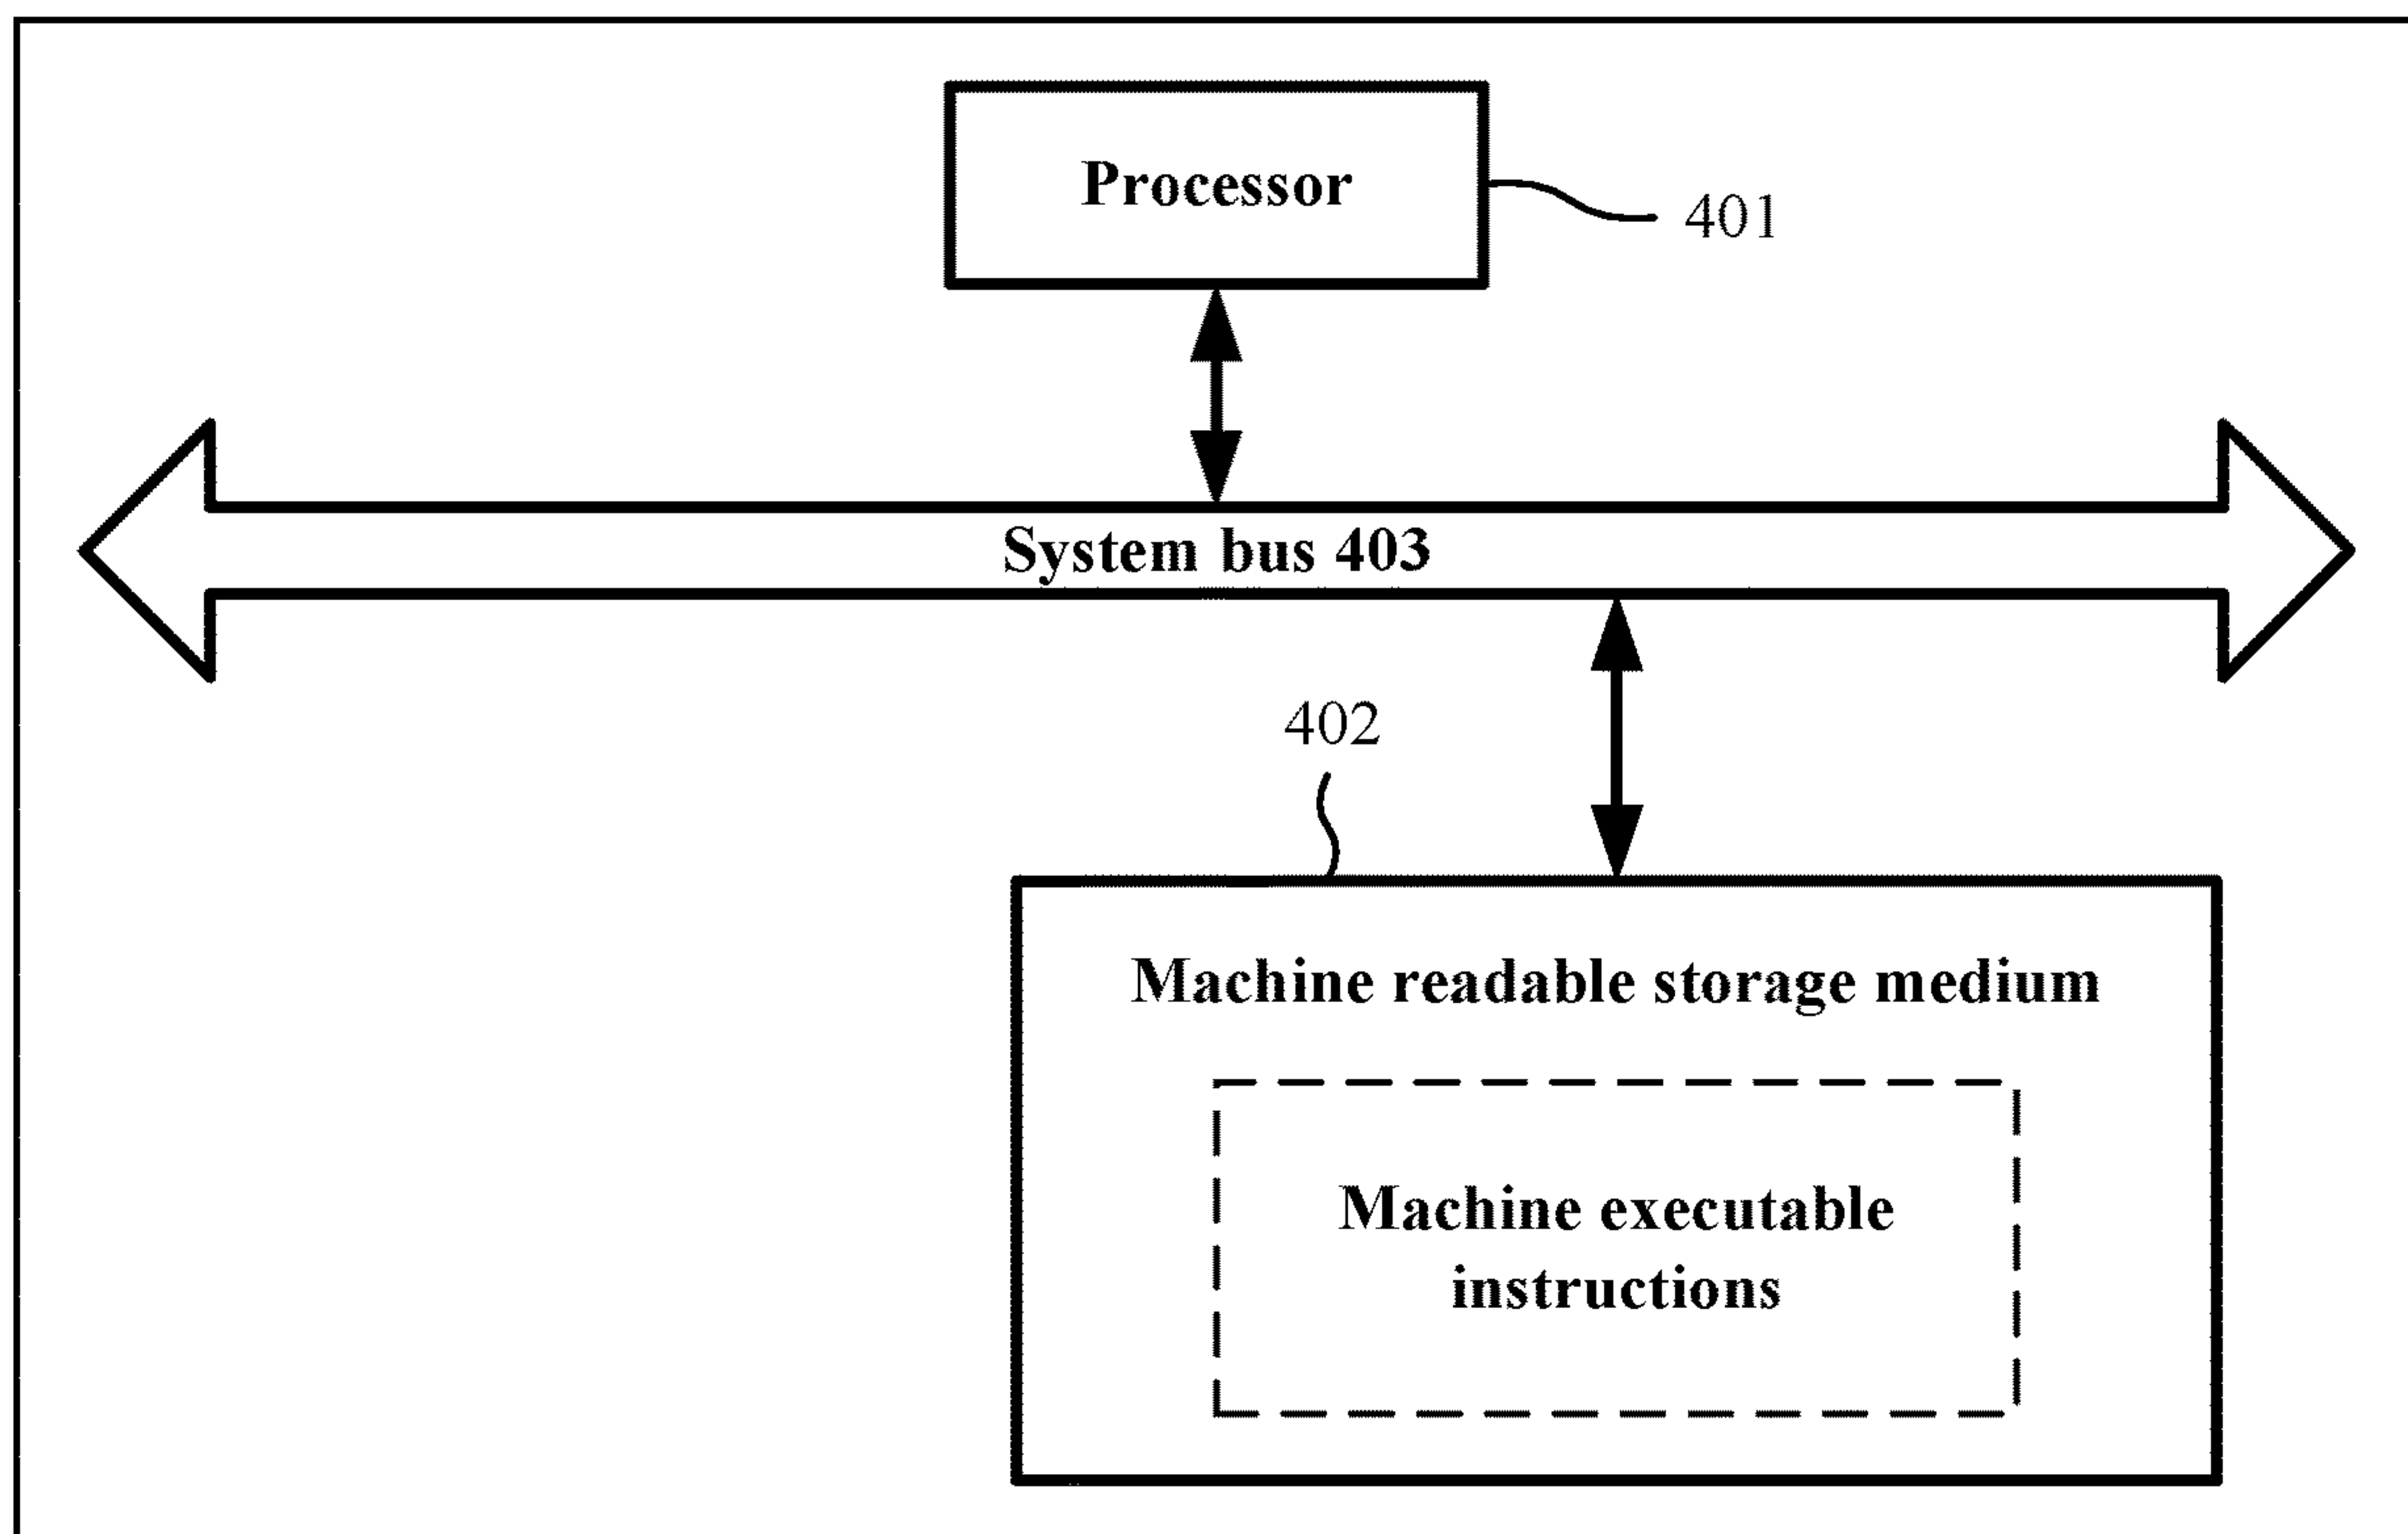 Processor
401
System bus 403
402
Machine readable storage medium
Machine executable
instructions